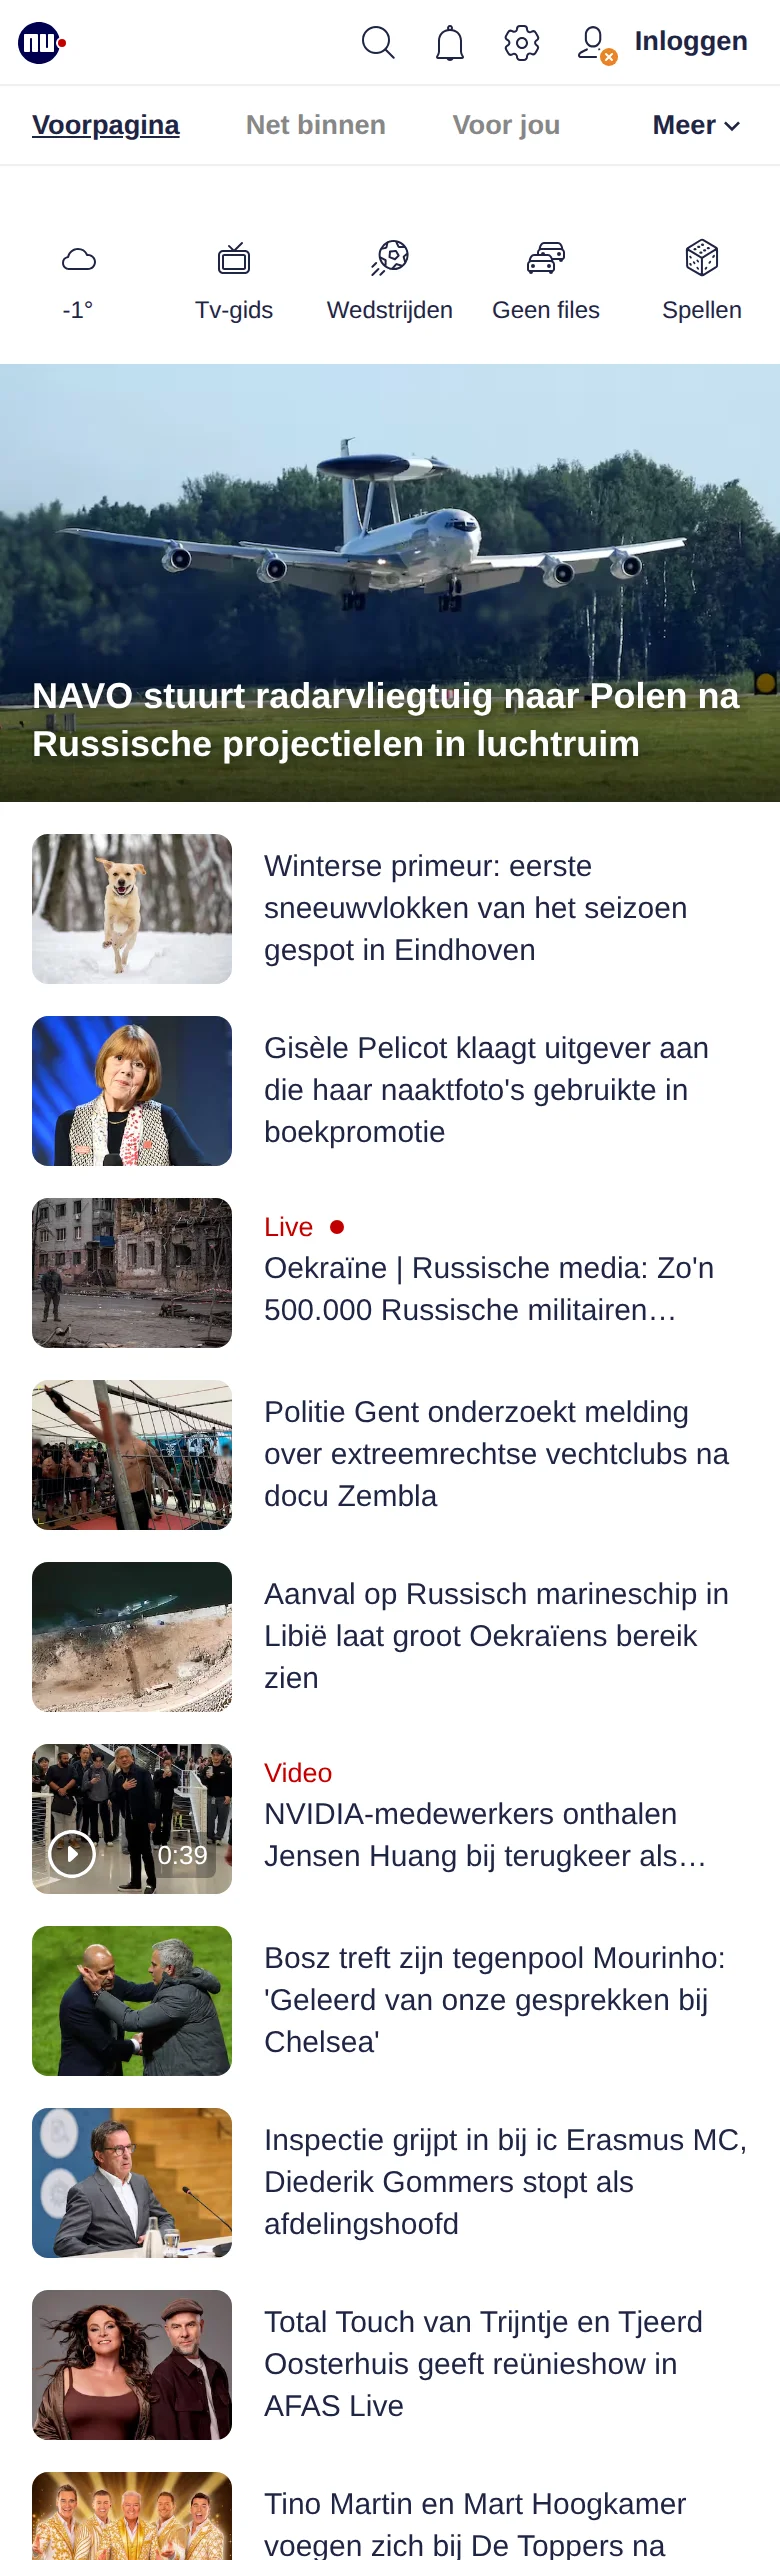 nu
Inloggen
Voorpagina Net binnen Voor jou Meer
-1° Tv-gids Wedstrijden Geen files Spellen
NAVO stuurt radarvliegtuig naar Polen na
Russische projectielen in luchtruim
Winterse primeur: eerste
sneeuwvlokken van het seizoen
gespot in Eindhoven
Gisèle Pelicot klaagt uitgever aan
die haar naaktfoto's gebruikte in
boekpromotie
Live
Oekraïne | Russische media: Zo'n
500.000 Russische militairen…
Politie Gent onderzoekt melding
over extreemrechtse vechtclubs na
docu Zembla
Aanval op Russisch marineschip in
Libië laat groot Oekraïens bereik
zien
Video
0:39
NVIDIA-medewerkers onthalen
Jensen Huang bij terugkeer als…
Bosz treft zijn tegenpool Mourinho:
'Geleerd van onze gesprekken bij
Chelsea'
Inspectie grijpt in bij ic Erasmus MC,
Diederik Gommers stopt als
afdelingshoofd
Total Touch van Trijntje en Tjeerd
Oosterhuis geeft reünieshow in
AFAS Live
Tino Martin en Mart Hoogkamer
voegen zich bij De Toppers na